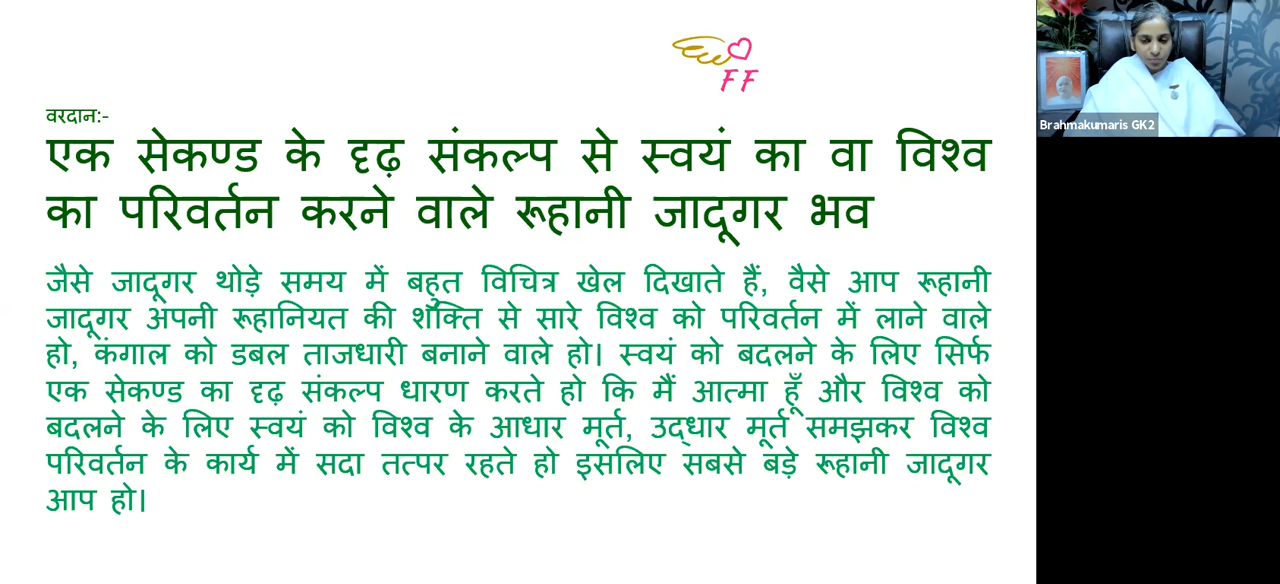 F F
वरदान:-
एक सेकण्ड के दृढ़ संकल्प से स्वयं का वा विश्व
का परिवर्तन करने वाले रूहानी जादूगर भव
जैसे जादूगर थोड़े समय में बहुत विचित्र खेल दिखाते हैं, वैसे आप रूहानी
जादूगर अपनी रूहानियत की शक्ति से सारे विश्व को परिवर्तन में लाने वाले
हो, कंगाल को डबल ताजधारी बनाने वाले हो। स्वयं को बदलने के लिए सिर्फ
एक सेकण्ड का दृढ़ संकल्प धारण करते हो कि मैं आत्मा हूँ और विश्व को
बदलने के लिए स्वयं को विश्व के आधार मूर्त, उद्धार मूर्त समझकर विश्व
परिवर्तन के कार्य में सदा तत्पर रहते हो इसलिए सबसे बड़े रूहानी जादूगर
आप हो।
Brahmakumaris GK2